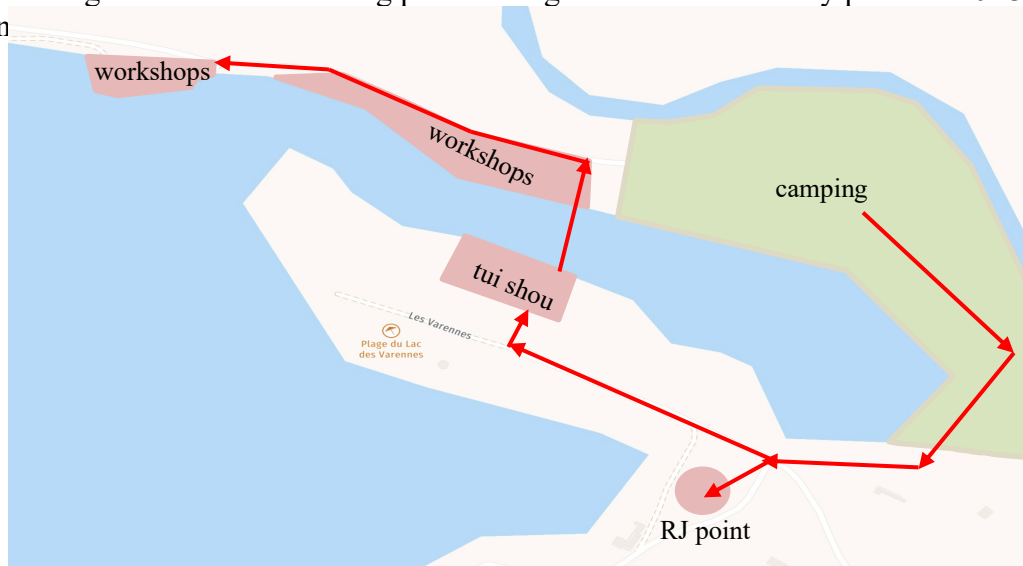 workshops
workshops
camping
tui shou
Les Varennes
Plage du Lac
des Varennes
RJ point